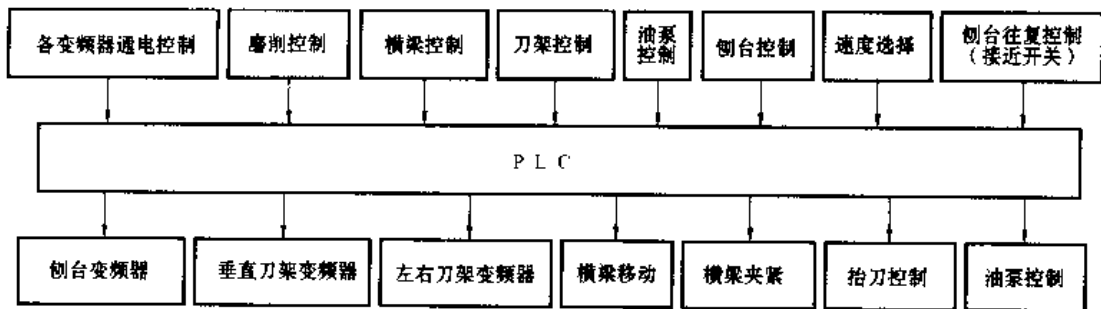 各变频器通电控制
磨削控制
横梁控制
刀架控制
油泵
控制
刨台控制
速度选择
刨台往复控制
(接近开关)
PLC
刨台变频器
垂直刀架变频器
左右刀架变频器
横梁移动
横梁夹紧
抬刀控制
油泵控制